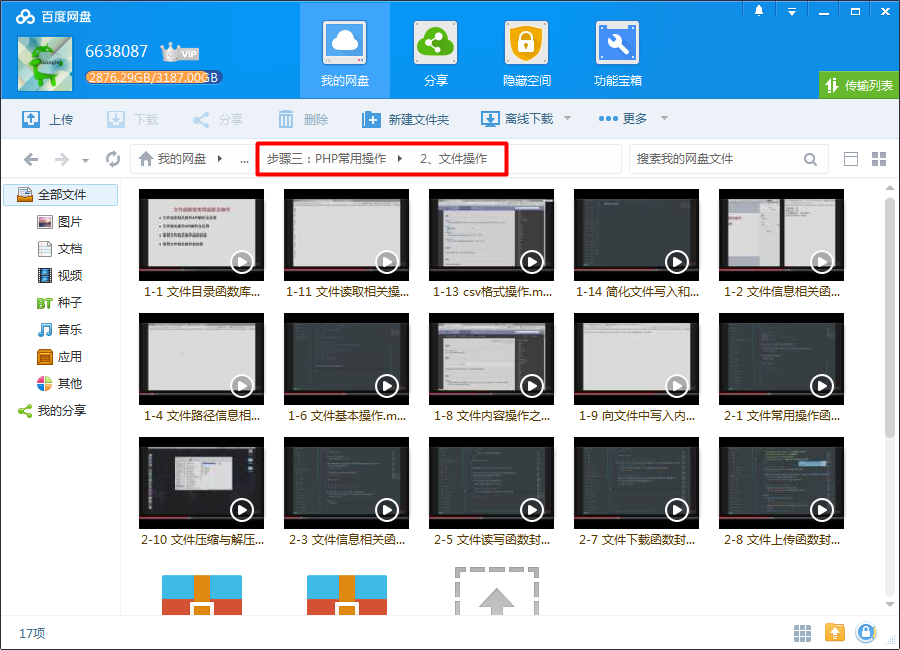 百度网盘
6638087 VIP
2876.29GB/3187.00GB
我的网盘 分享 隐藏空间 功能宝箱
传输列表
上传 下载 分享 删除 新建文件夹 离线下载 更多
我的网盘 ... 步骤三：PHP常用操作 2、文件操作 搜索我的网盘文件
全部文件
图片
文档
视频
BT 种子
音乐
应用
其他
我的分享
1-1 文件目录函数库... 1-11 文件读取相关操... 1-13 csv格式操作.m... 1-14 简化文件写入和... 1-2 文件信息相关函...
1-4 文件路径信息相... 1-6 文件基本操作.m... 1-8 文件内容操作之... 1-9 向文件中写入内... 2-1 文件常用操作函...
2-10 文件压缩与解压... 2-3 文件信息相关函... 2-5 文件读写函数封... 2-7 文件下载函数封... 2-8 文件上传函数封...
17项